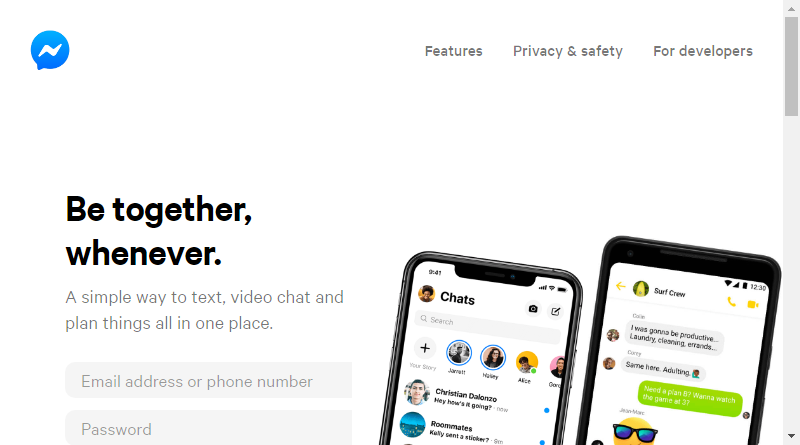 Features
Privacy & safety
For developers
Be together,
whenever.
A simple way to text, video chat and
plan things all in one place.
Email address or phone number
Password
9:41
Chats
Search
Your Story
Jarrett
Hailey
Alice
Gord
Christian Dalonzo
Hey how's it going? · now
Roommates
Kelly sent a sticker? · 9m
12:30
Surf Crew
Colin
I was gonna be productive...
Laundry, cleaning, errands...
Curry
Same here. Adulting.
Need a plan B? Wanna watch
the game at 3?
Jean-Marc